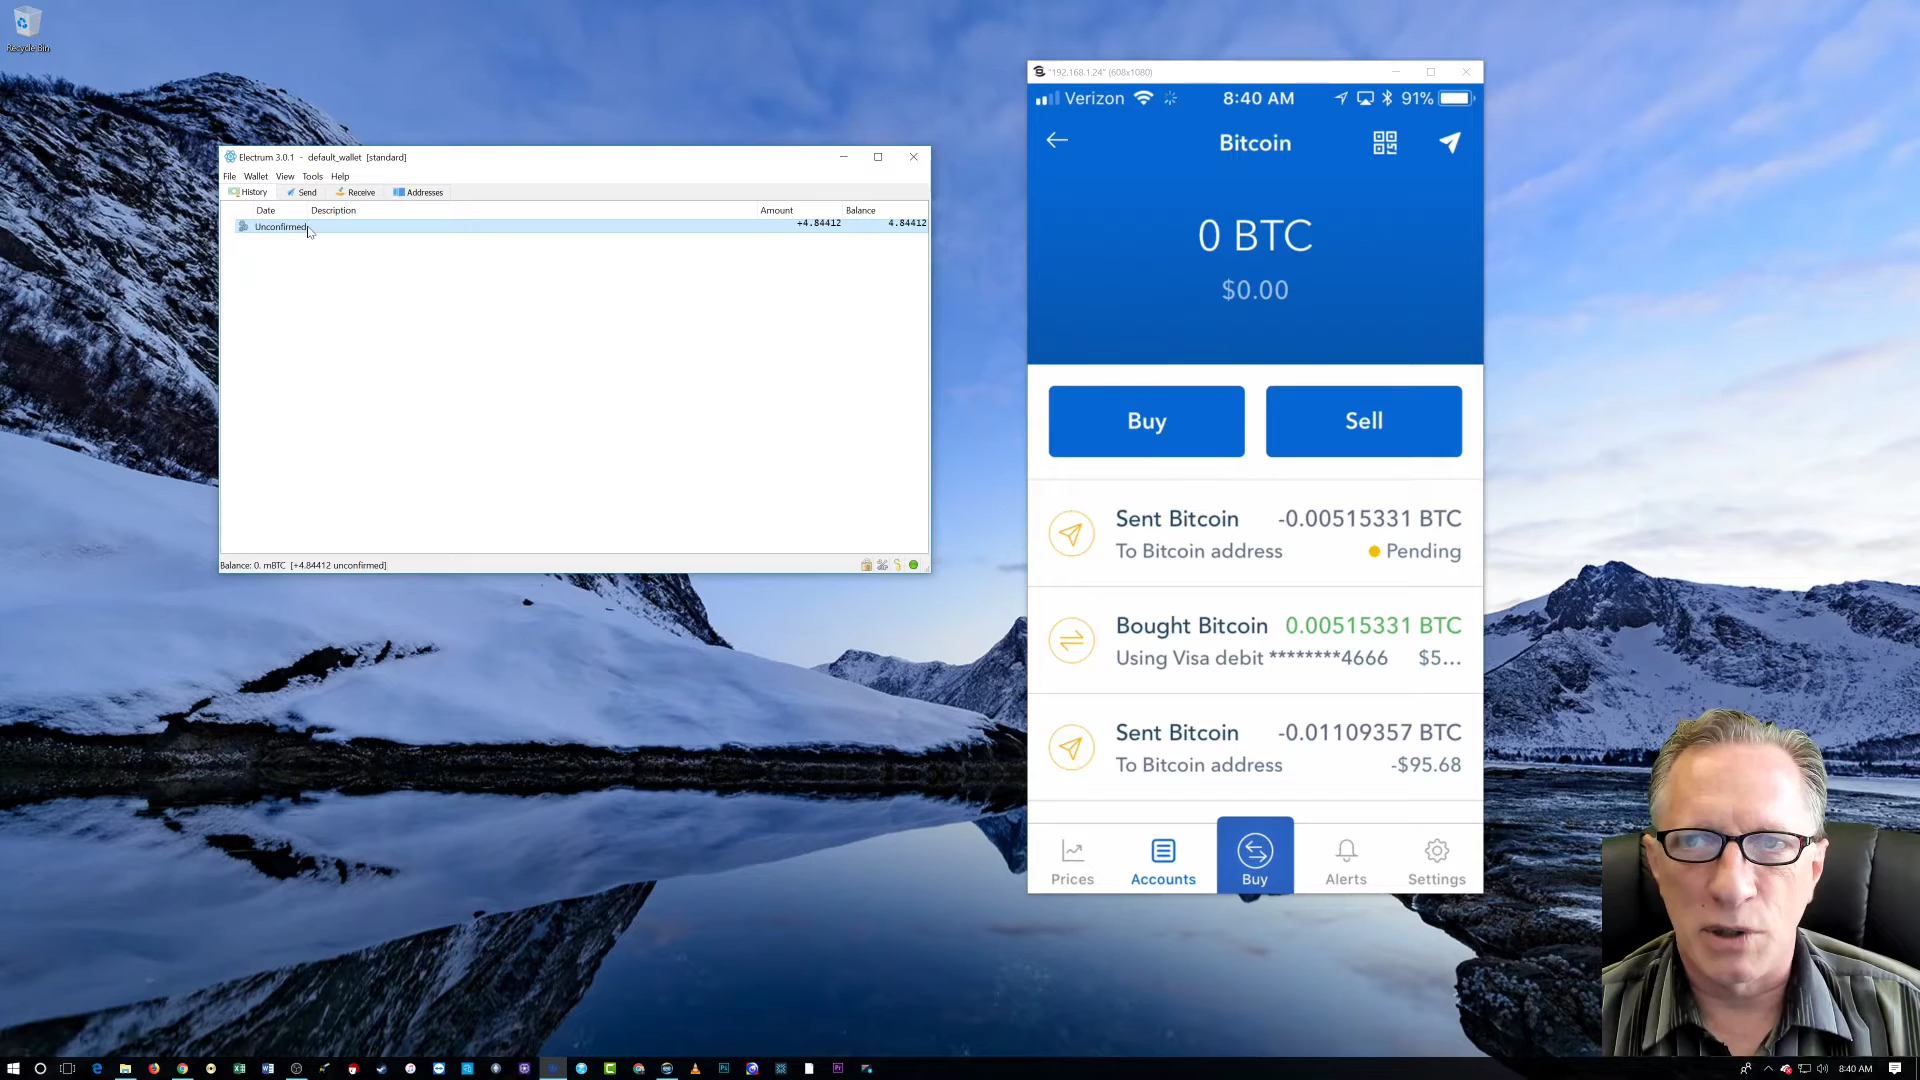 Recycle Bin
Electrum 3.0.1 - default_wallet [standard]
File Wallet View Tools Help
History Send Receive Addresses
Date Description Amount Balance
Unconfirmed +4.84412 4.84412
Balance: 0. mBTC [+4.84412 unconfirmed]
"192.168.1.24" (608x1080)
Verizon 8:40 AM 91%
Bitcoin
0 BTC
$0.00
Buy Sell
Sent Bitcoin -0.00515331 BTC
To Bitcoin address Pending
Bought Bitcoin 0.00515331 BTC
Using Visa debit ********4666 $5...
Sent Bitcoin -0.01109357 BTC
To Bitcoin address -$95.68
Prices Accounts Buy Alerts Settings
8:40 AM